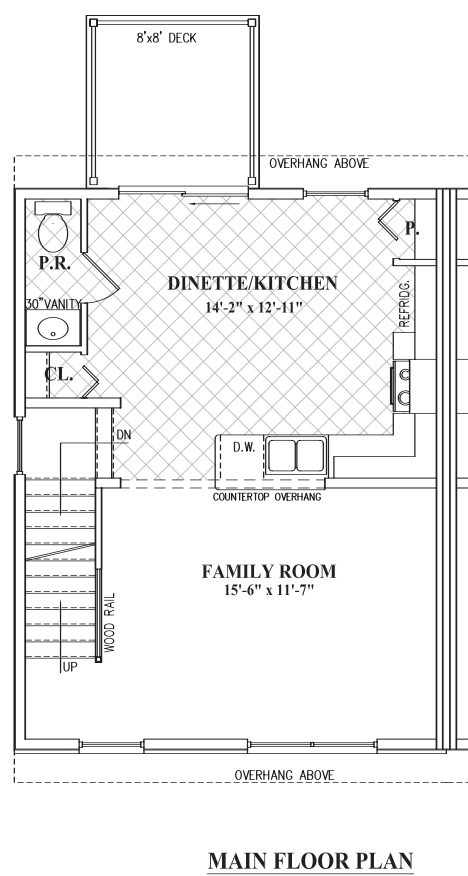 8'x8' DECK
OVERHANG ABOVE
P.
P.R.
DINETTE/KITCHEN
14'-2" x 12'-11"
REFRIDG.
30"VANITY
CL.
DN
D.W.
COUNTERTOP OVERHANG
FAMILY ROOM
15'-6" x 11'-7"
WOOD RAIL
UP
OVERHANG ABOVE
MAIN FLOOR PLAN